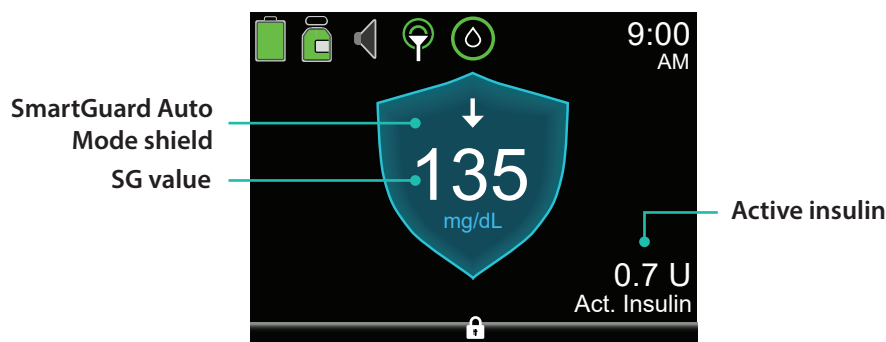 9:00
AM
SmartGuard Auto
Mode shield
SG value
135
mg/dL
Active insulin
0.7 U
Act. Insulin